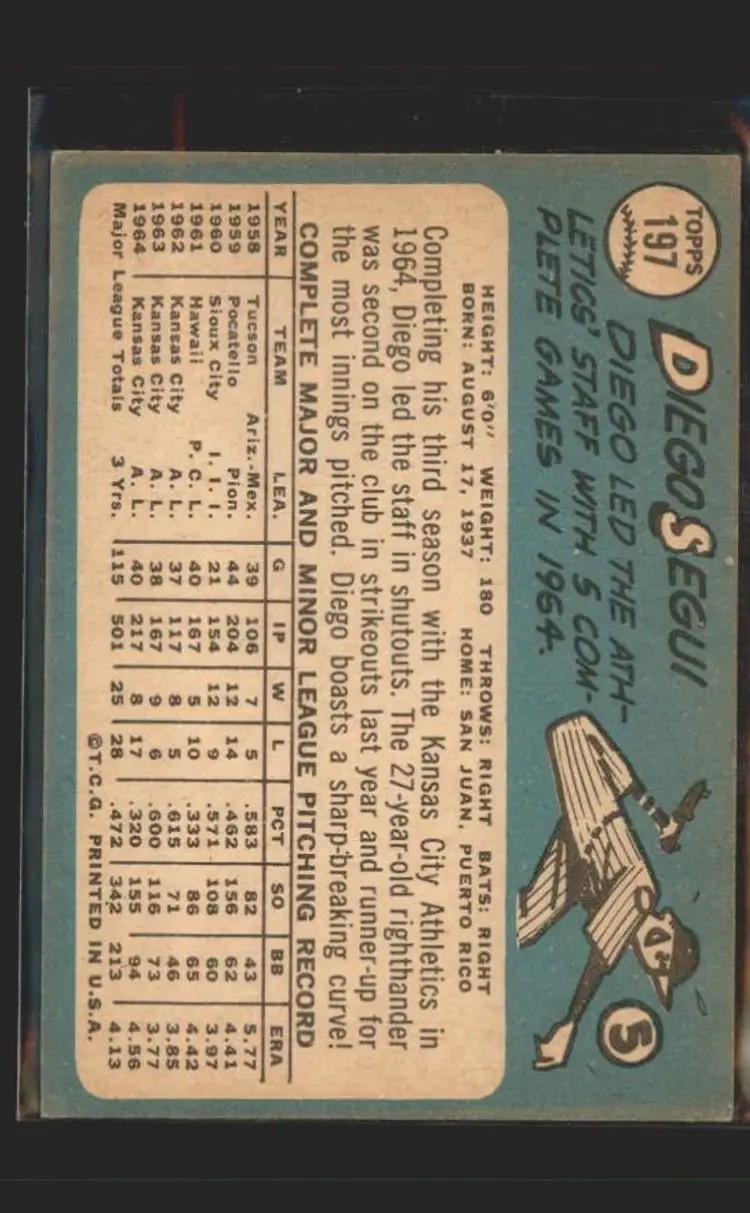 TOPPS
197
DIEGO SEGUI
DIEGO LED THE ATH-
LETICS' STAFF WITH 5 COM-
PLETE GAMES IN 1964.
5
HEIGHT: 6'0" WEIGHT: 180 THROWS: RIGHT BATS: RIGHT
BORN: AUGUST 17, 1937 HOME: SAN JUAN, PUERTO RICO
Completing his third season with the Kansas City Athletics in
1964, Diego led the staff in shutouts. The 27-year-old righthander
was second on the club in strikeouts last year and runner-up for
the most innings pitched. Diego boasts a sharp-breaking curve!
COMPLETE MAJOR AND MINOR LEAGUE PITCHING RECORD
YEAR TEAM LEA. G IP W L PCT SO BB ERA
1958 Tucson Ariz.-Mex. 39 106 7 5 .583 82 43 5.77
1959 Pocatello Pion. 44 204 12 14 .462 156 62 4.41
1960 Sioux City I. I. I. 21 154 12 9 .571 108 60 3.97
1961 Hawaii P. C. L. 40 167 5 10 .333 86 65 4.42
1962 Kansas City A. L. 37 117 8 5 .615 71 46 3.85
1963 Kansas City A. L. 38 167 9 6 .600 116 73 3.77
1964 Kansas City A. L. 40 217 8 17 .320 155 94 4.56
Major League Totals 3 Yrs. 115 501 25 28 .472 342 213 4.13
©T.C.G. PRINTED IN U.S.A.